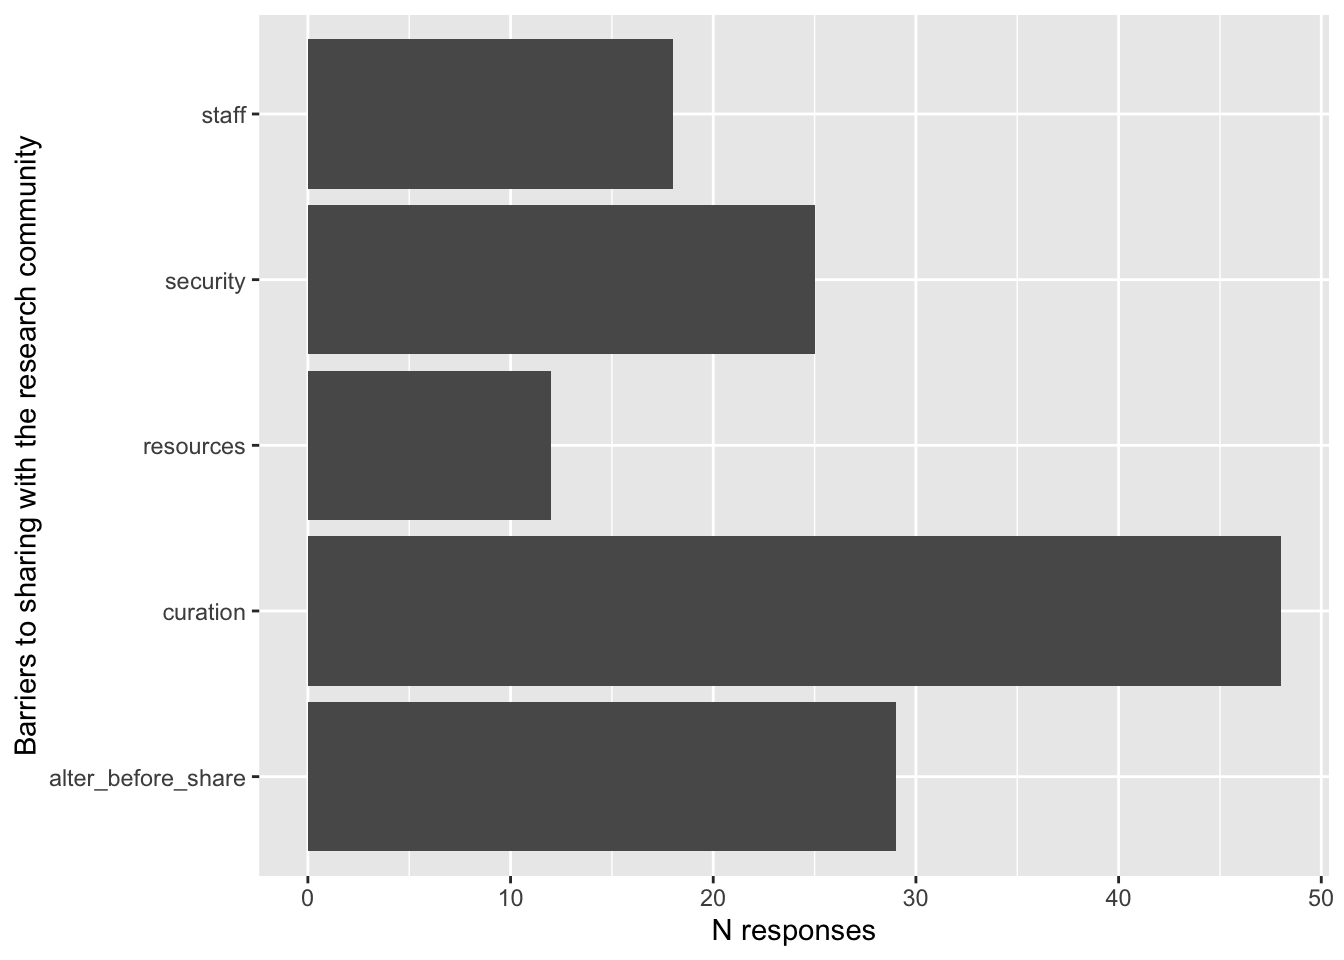 Barriers to sharing with the research community
staff
security
resources
curation
alter_before_share
0 10 20 30 40 50
N responses